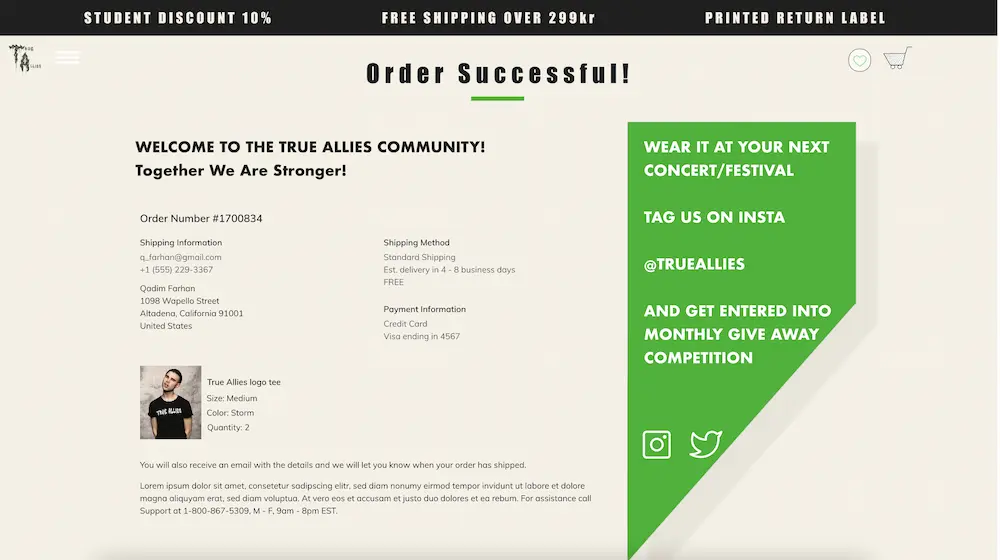 STUDENT DISCOUNT 10%
FREE SHIPPING OVER 299kr
PRINTED RETURN LABEL
Order Successful!
WELCOME TO THE TRUE ALLIES COMMUNITY!
Together We Are Stronger!
Order Number #1700834
Shipping Information
q_farhan@gmail.com
+1 (555) 229-3367
Qadim Farhan
1098 Wapello Street
Altadena, California 91001
United States
Shipping Method
Standard Shipping
Est. delivery in 4 - 8 business days
FREE
Payment Information
Credit Card
Visa ending in 4567
TRUE ALLIES
True Allies logo tee
Size: Medium
Color: Storm
Quantity: 2
You will also receive an email with the details and we will let you know when your order has shipped.
Lorem ipsum dolor sit amet, consetetur sadipscing elitr, sed diam nonumy eirmod tempor invidunt ut labore et dolore
magna aliquyam erat, sed diam voluptua. At vero eos et accusam et justo duo dolores et ea rebum. For assistance call
Support at 1-800-867-5309, M - F, 9am - 8pm EST.
WEAR IT AT YOUR NEXT
CONCERT/FESTIVAL
TAG US ON INSTA
@TRUEALLIES
AND GET ENTERED INTO
MONTHLY GIVE AWAY
COMPETITION